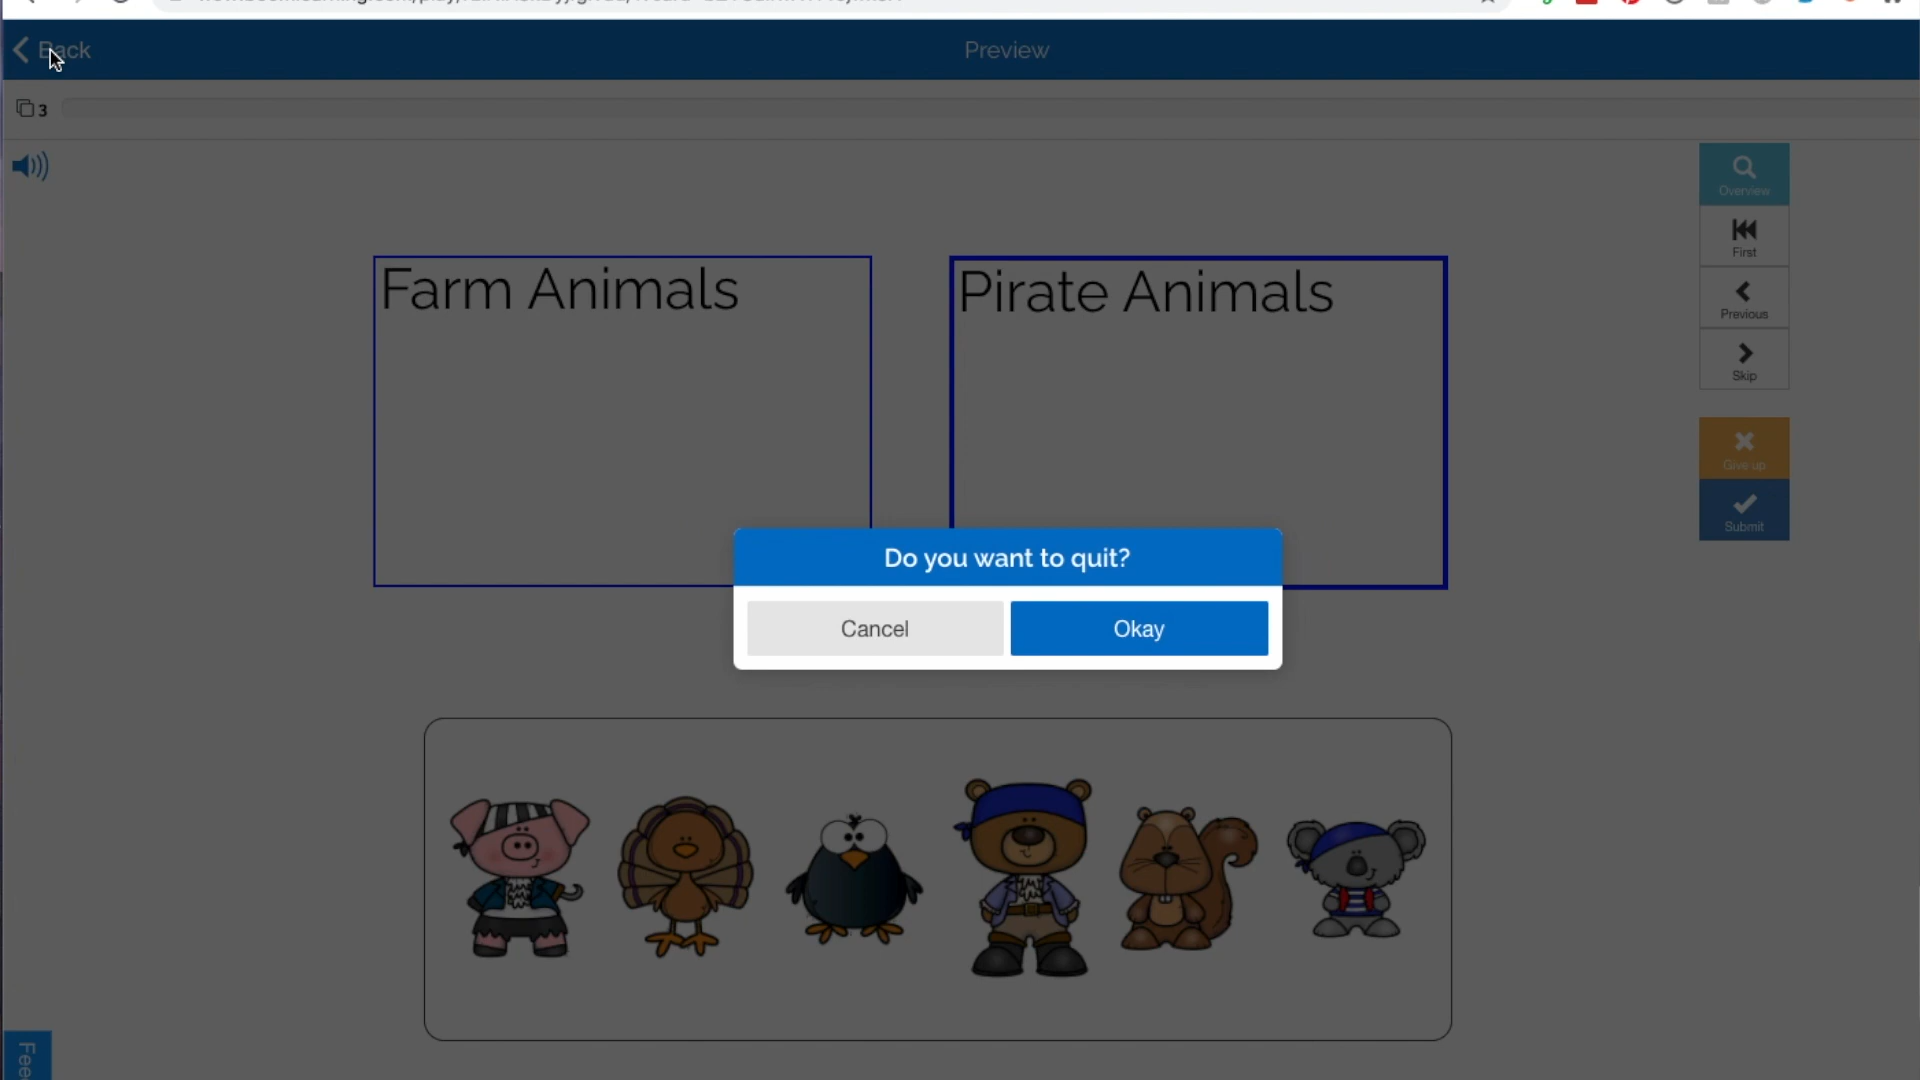 Back
Preview
3
Overview
First
Previous
Skip
Give up
Submit
Farm Animals
Pirate Animals
Do you want to quit?
Cancel
Okay
Fee